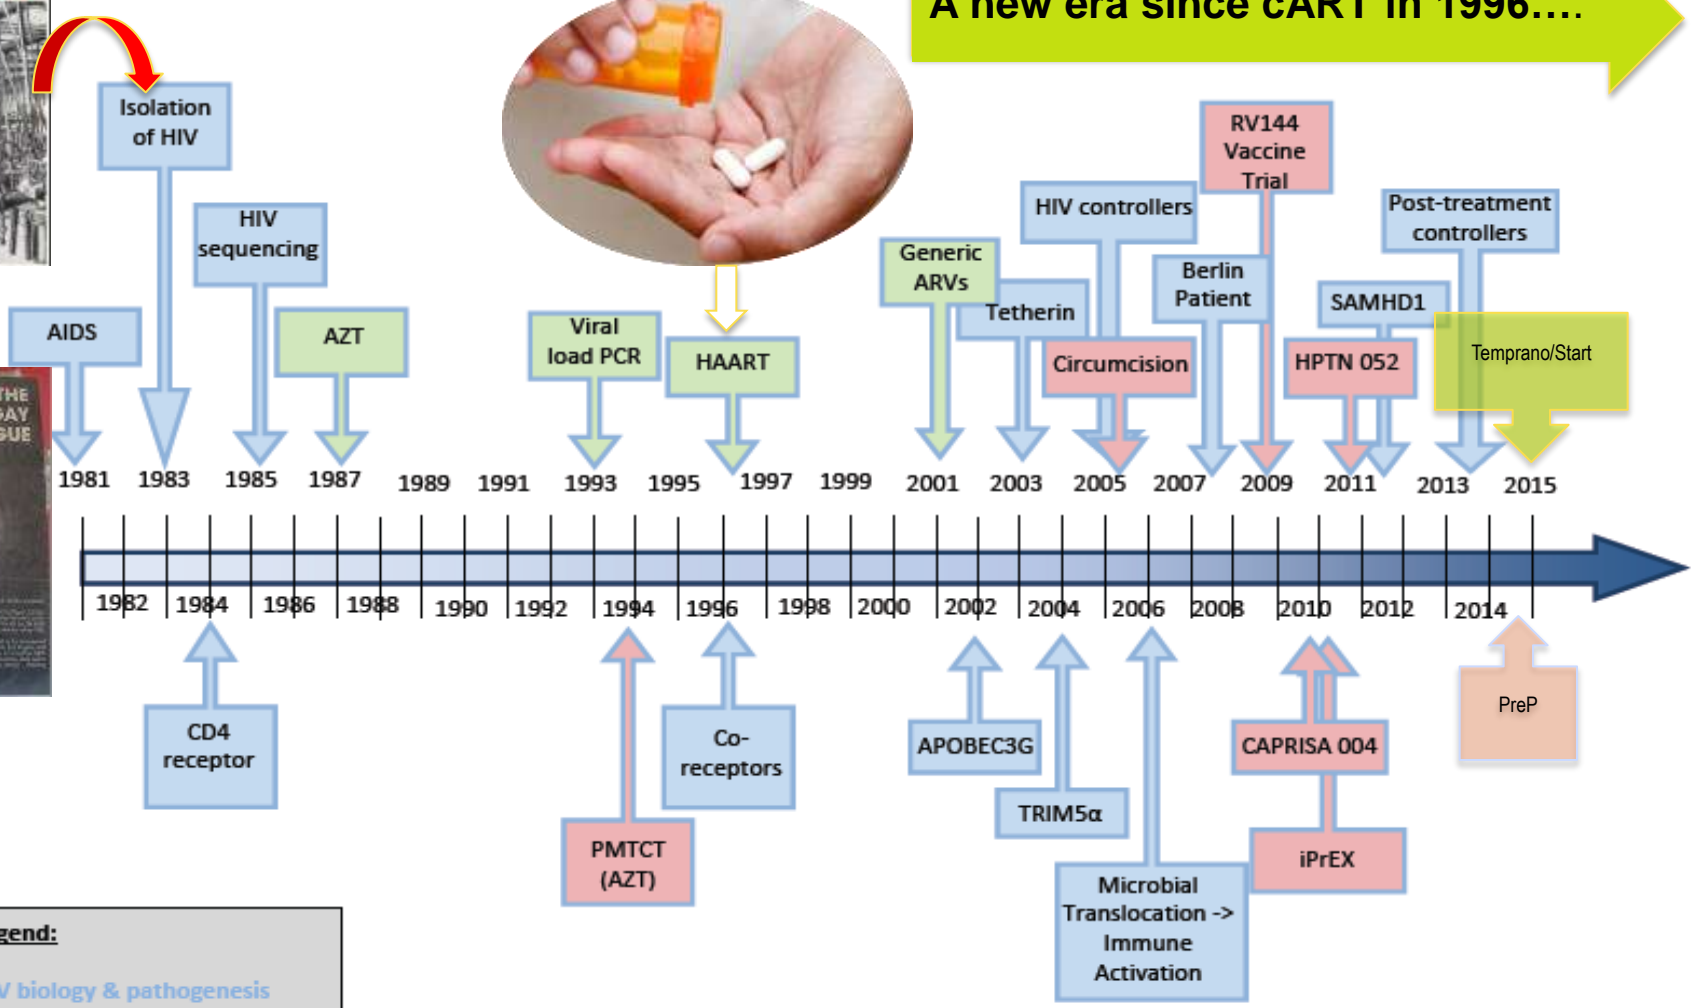 A new era since cART in 1996….
Isolation
of HIV
HIV
sequencing
AIDS
AZT
Viral
load PCR
HAART
Generic
ARVs
Tetherin
HIV controllers
Circumcision
Berlin
Patient
RV144
Vaccine
Trial
SAMHD1
HPTN 052
Post-treatment
controllers
Temprano/Start
THE
GAY
GUE
1981 1983 1985 1987 1989 1991 1993 1995 1997 1999 2001 2003 2005 2007 2009 2011 2013 2015
1982 1984 1986 1988 1990 1992 1994 1996 1998 2000 2002 2004 2006 2008 2010 2012 2014
CD4
receptor
PMTCT
(AZT)
Co-
receptors
APOBEC3G
TRIM5α
Microbial
Translocation ->
Immune
Activation
CAPRISA 004
iPrEX
PreP
gend:
V biology & pathogenesis